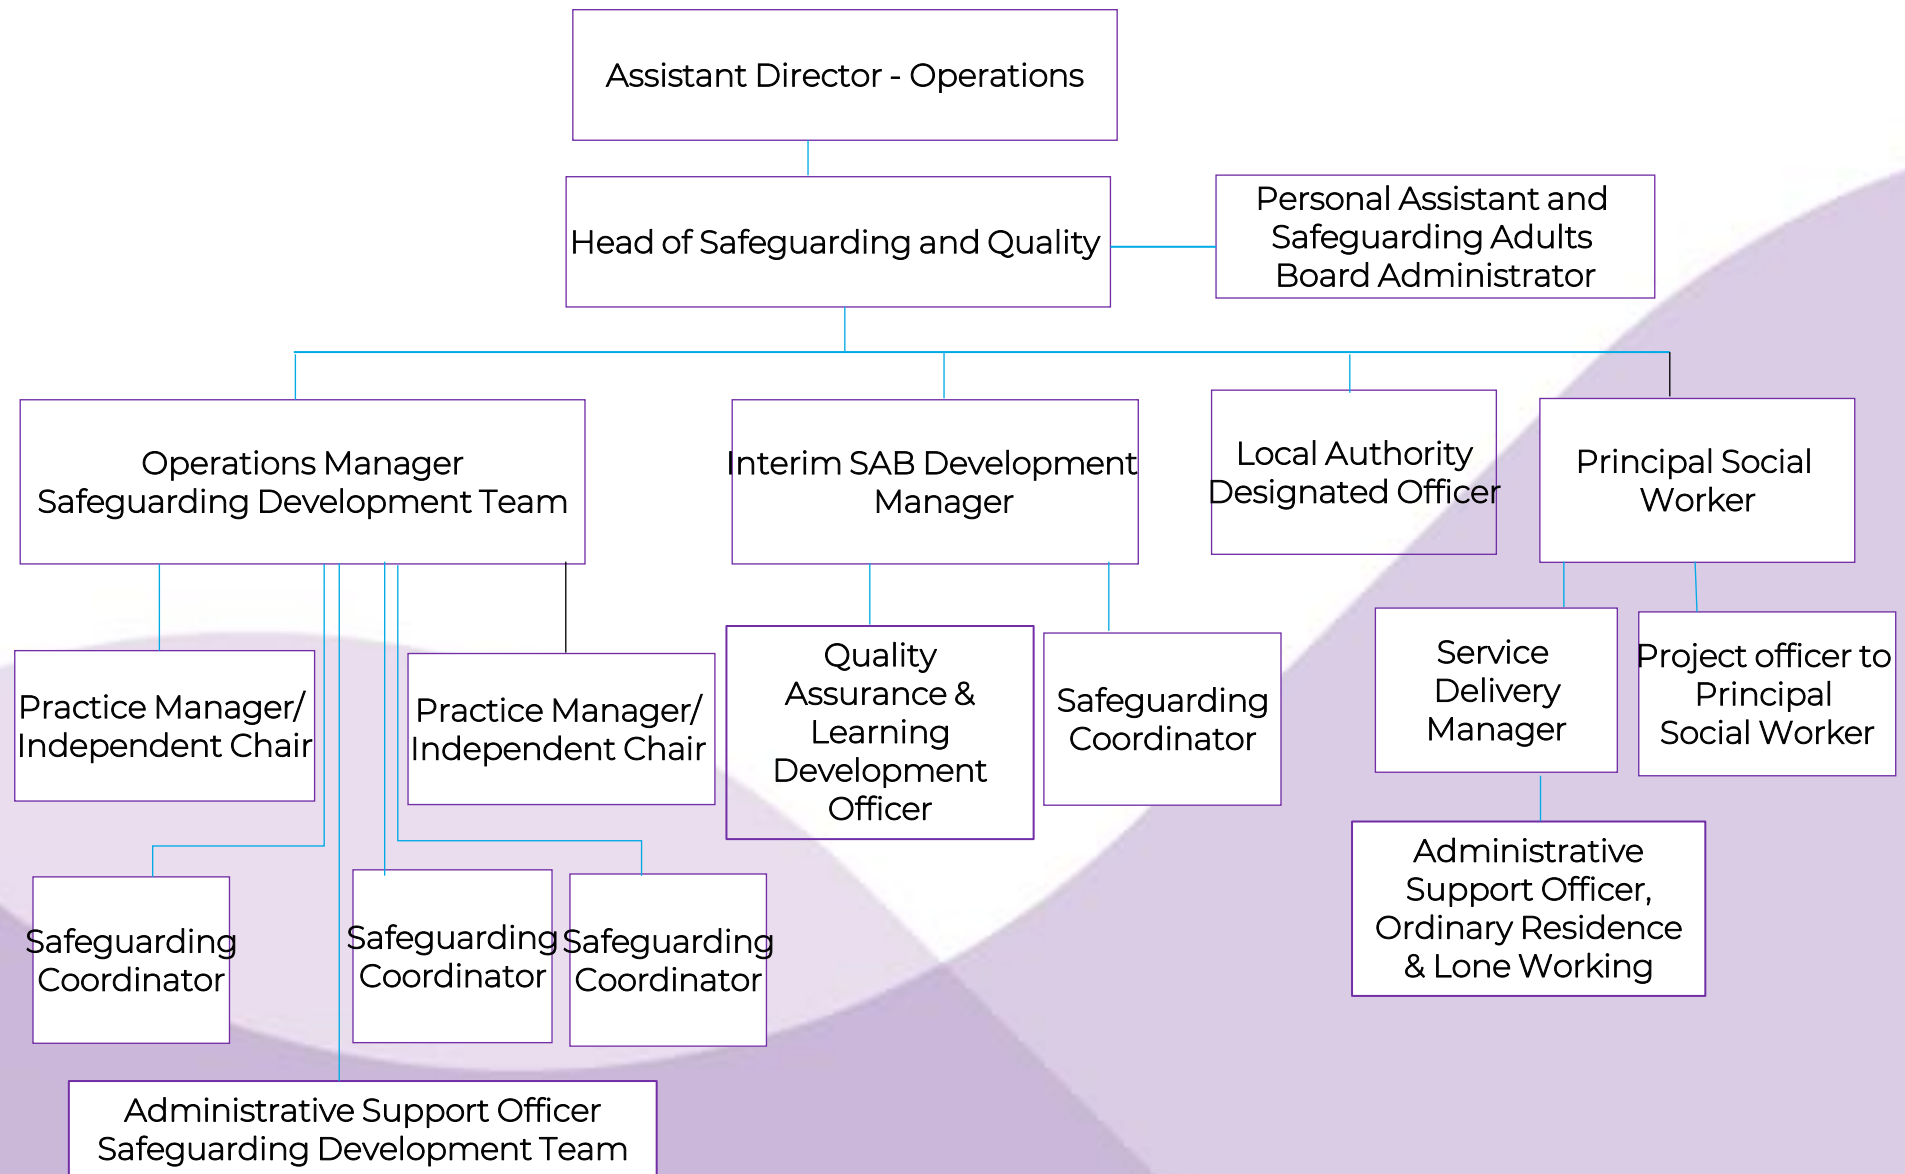 Assistant Director - Operations
Head of Safeguarding and Quality
Personal Assistant and
Safeguarding Adults
Board Administrator
Operations Manager
Safeguarding Development Team
Interim SAB Development
Manager
Local Authority
Designated Officer
Principal Social
Worker
Practice Manager/
Independent Chair
Practice Manager/
Independent Chair
Quality
Assurance &
Learning
Development
Officer
Safeguarding
Coordinator
Service
Delivery
Manager
Project officer to
Principal
Social Worker
Safeguarding
Coordinator
Safeguarding
Coordinator
Safeguarding
Coordinator
Administrative
Support Officer,
Ordinary Residence
& Lone Working
Administrative Support Officer
Safeguarding Development Team